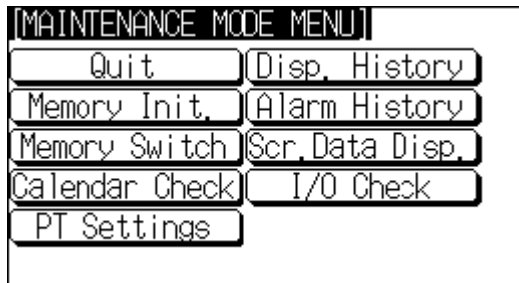 [MAINTENANCE MODE MENU]
Quit
Disp. History
Memory Init.
Alarm History
Memory Switch
Scr.Data Disp.
Calendar Check
I/O Check
PT Settings